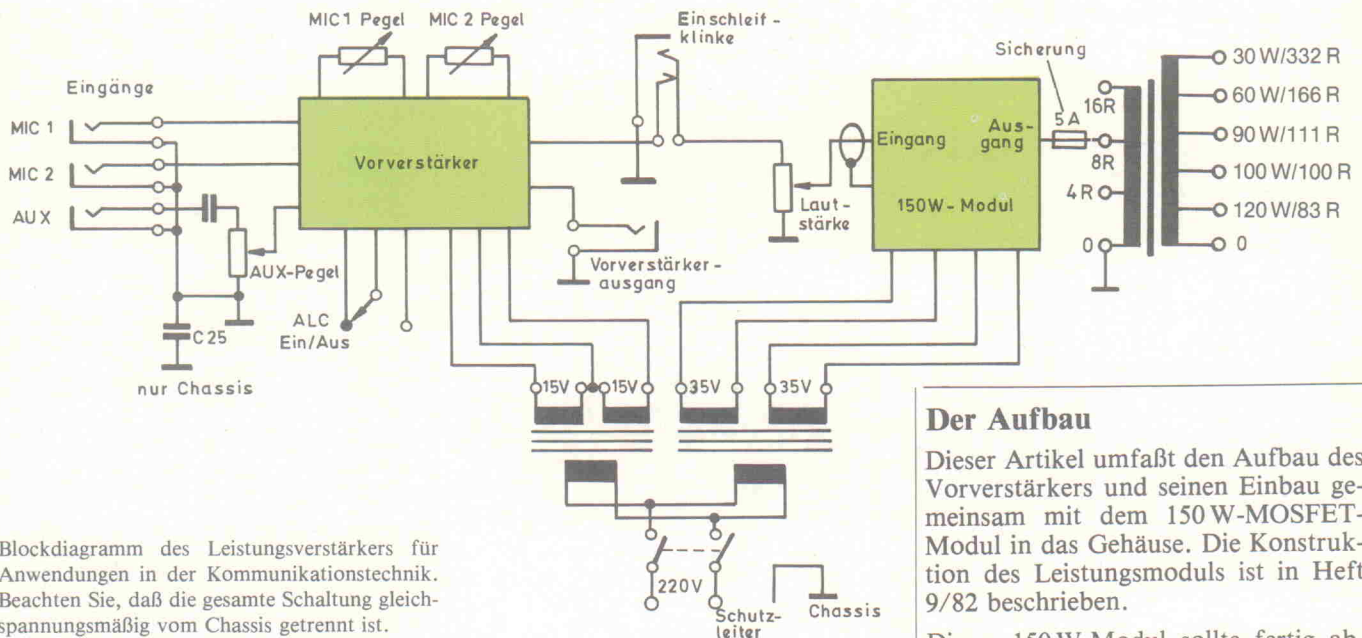 MIC 1 Pegel
MIC 2 Pegel
Einschleif-
klinke
Sicherung
Eingänge
MIC 1
MIC 2
AUX
Vorverstärker
AUX-Pegel
C 25
nur Chassis
ALC
Ein/Aus
Vorverstärker-
ausgang
Laut-
stärke
Eingang
Aus-
gang
150W-Modul
5 A
16R
8R
4R
0
30 W/332 R
60 W/166 R
90 W/111 R
100 W/100 R
120 W/83 R
0
15V
15V
35V
35V
220V
Schutz-
leiter
Chassis
Blockdiagramm des Leistungsverstärkers für
Anwendungen in der Kommunikationstechnik.
Beachten Sie, daß die gesamte Schaltung gleich-
spannungsmäßig vom Chassis getrennt ist.
Der Aufbau
Dieser Artikel umfaßt den Aufbau des
Vorverstärkers und seinen Einbau ge-
meinsam mit dem 150 W-MOSFET-
Modul in das Gehäuse. Die Konstruk-
tion des Leistungsmoduls ist in Heft
9/82 beschrieben.
150 W-Modul sollte fertig